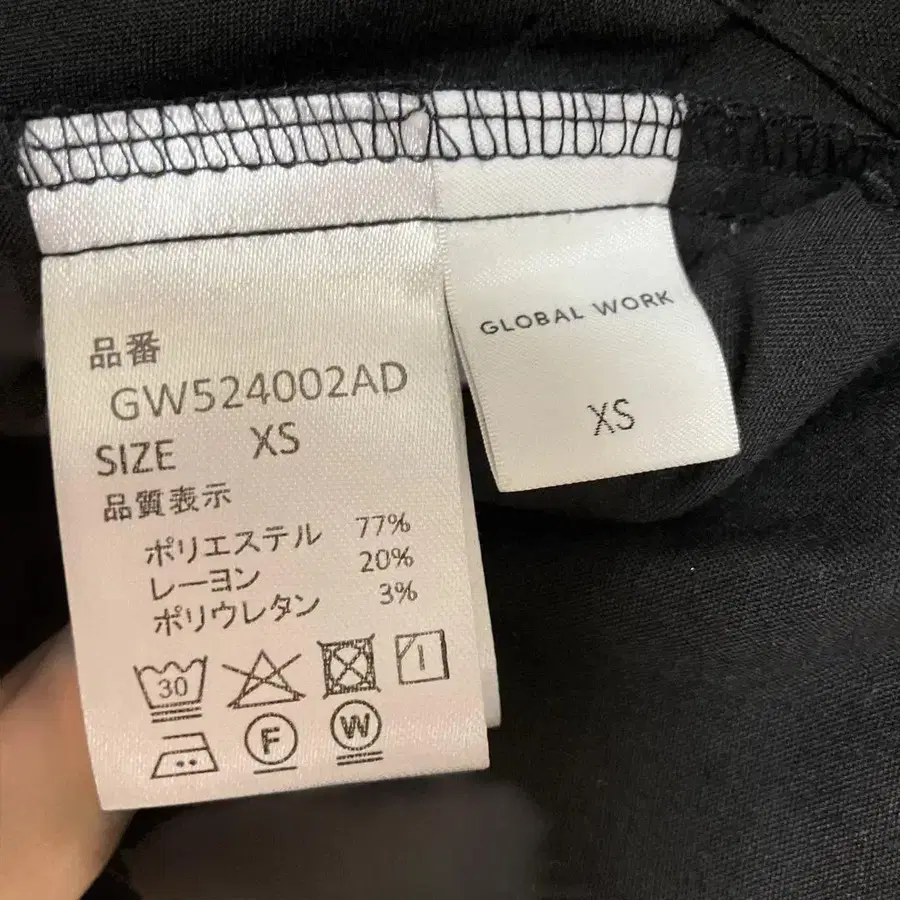 品番
GW524002AD
SIZE XS
品質表示
ポリエステル 77%
レーヨン 20%
ポリウレタン 3%
30
F
W
GLOBAL WORK
XS